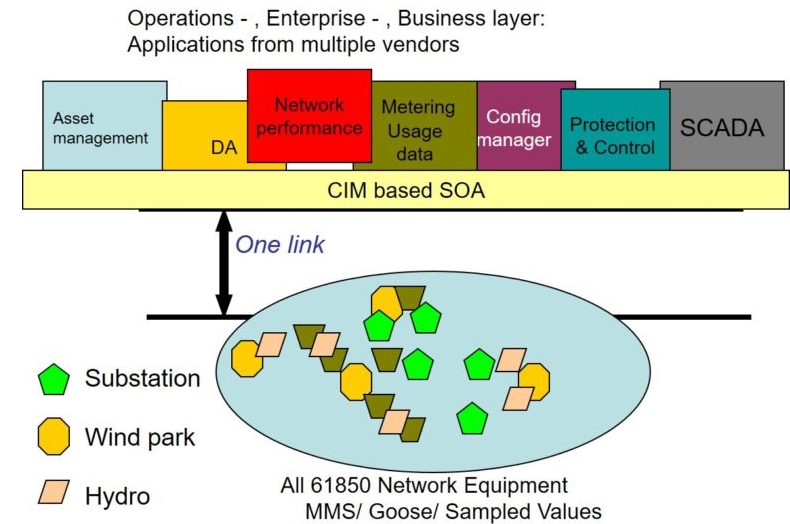 Operations - , Enterprise - , Business layer:
Applications from multiple vendors
Asset
management
DA
Network
performance
Metering
Usage
data
Config
manager
Protection
& Control
SCADA
CIM based SOA
One link
Substation
Wind park
Hydro
All 61850 Network Equipment
MMS/ Goose/ Sampled Values